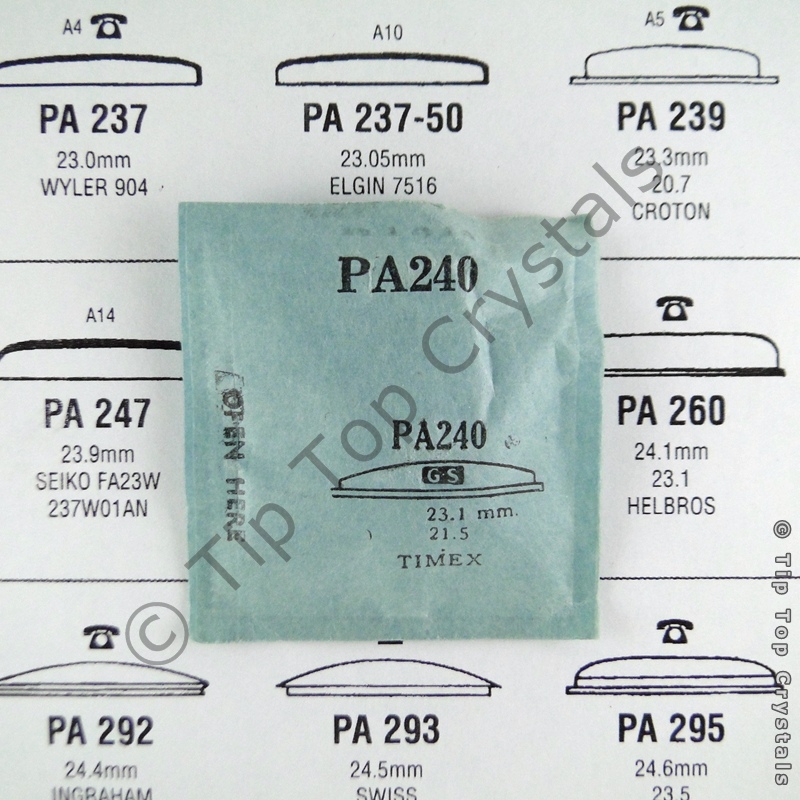 A4
A10
A5
PA 237
23.0mm
WYLER 904
PA 237-50
23.05mm
ELGIN 7516
PA 239
23.3mm
20.7
CROTON
A14
PA 247
23.9mm
SEIKO FA23W
237W01AN
PA240
OPEN HERE
PA240
G-S
23.1 mm.
21.5
TIMEX
PA 260
24.1mm
23.1
HELBROS
PA 292
24.4mm
INGRAHAM
PA 293
24.5mm
SWISS
PA 295
24.6mm
23.5
© Tip Top Crystals
© Tip Top Crystals